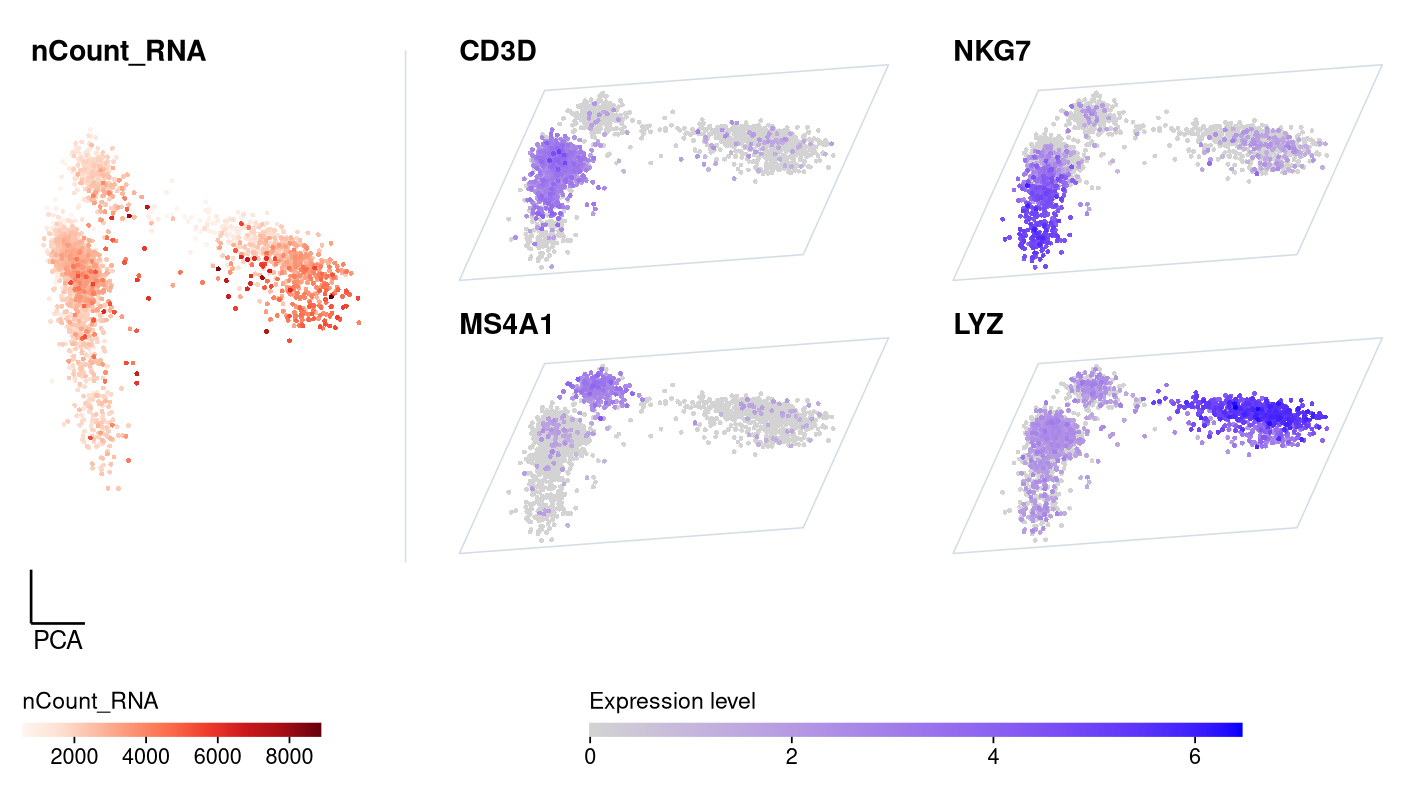 nCount_RNA
CD3D
NKG7
MS4A1
LYZ
PCA
nCount_RNA
2000 4000 6000 8000
Expression level
0 2 4 6